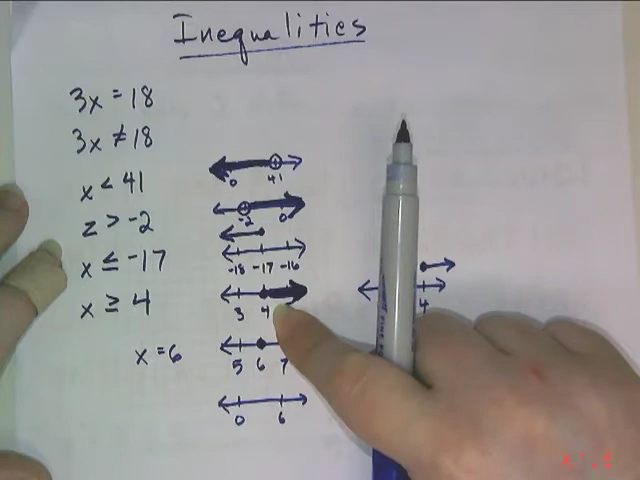 Inequalities
3x = 18
3x ≠ 18
x < 41
0 41
z > -2
-2 0
x ≤ -17
-18 -17 -16
x ≥ 4
3 4
4
x = 6
5 6 7
0 6